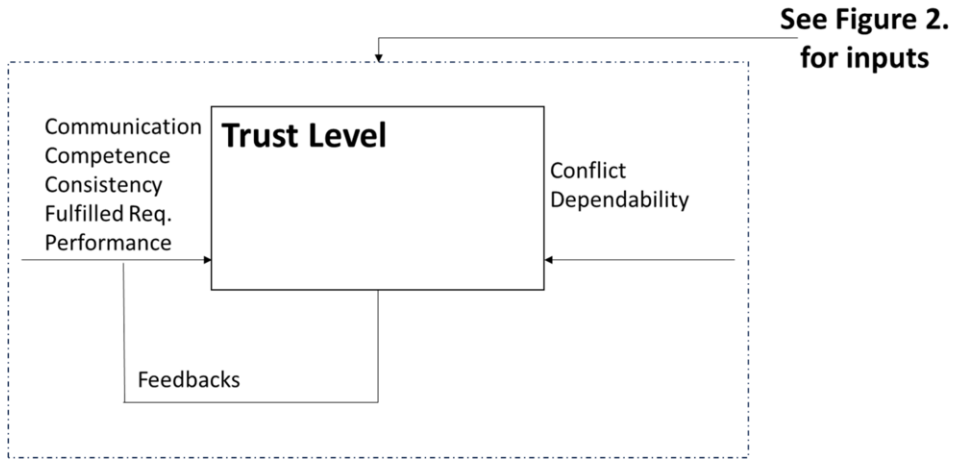 See Figure 2.
for inputs
Communication
Competence
Consistency
Fulfilled Req.
Performance
Trust Level
Conflict
Dependability
Feedbacks